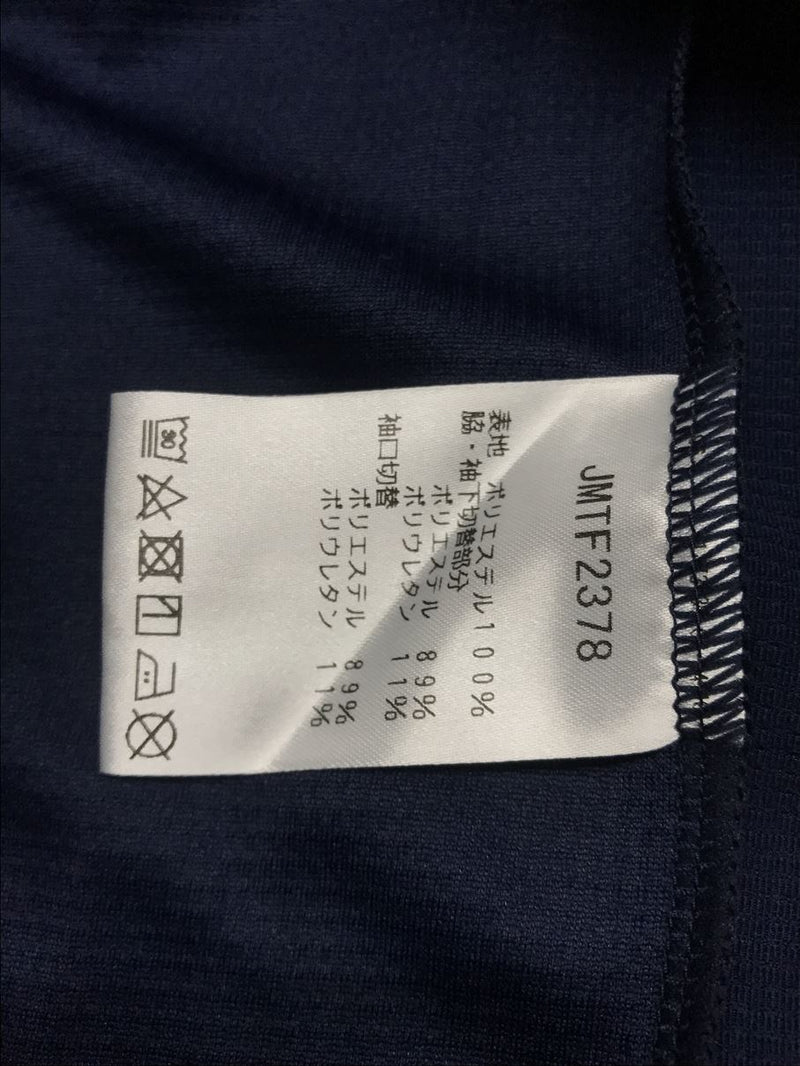 JMTF2378
表地 ポリエステル100%
脇・袖下切替部分
ポリエステル 89%
ポリウレタン 11%
袖口切替
ポリエステル 89%
ポリウレタン 11%
30